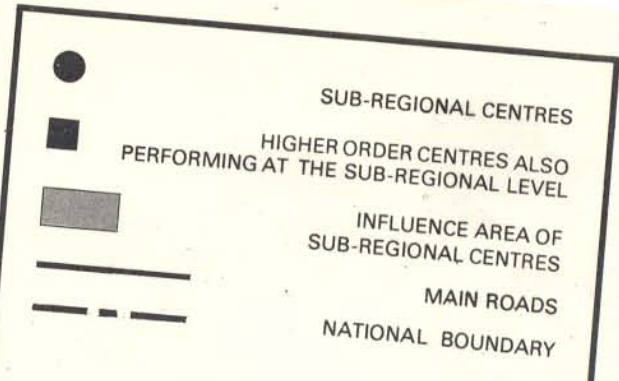 SUB-REGIONAL CENTRES
HIGHER ORDER CENTRES ALSO
PERFORMING AT THE SUB-REGIONAL LEVEL
INFLUENCE AREA OF
SUB-REGIONAL CENTRES
MAIN ROADS
NATIONAL BOUNDARY